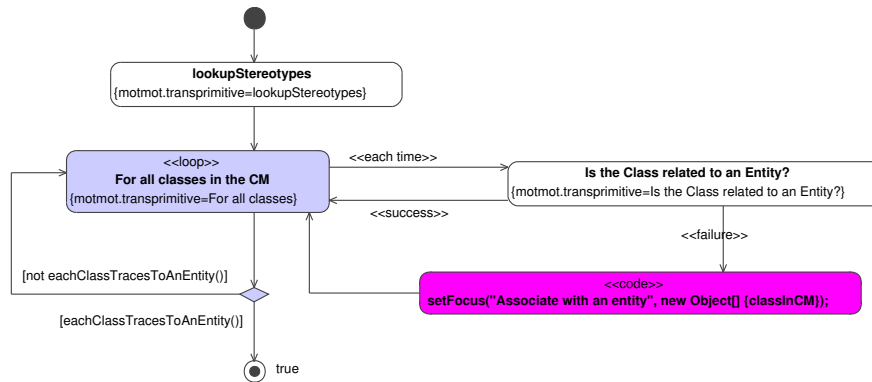 lookupStereotypes
{motmot.transprimitive=lookupStereotypes}
<<loop>>
For all classes in the CM
{motmot.transprimitive=For all classes}
<<each time>>
Is the Class related to an Entity?
{motmot.transprimitive=Is the Class related to an Entity?}
<<success>>
<<failure>>
[not eachClassTracesToAnEntity()]
<<code>>
setFocus("Associate with an entity", new Object[] {classInCM});
[eachClassTracesToAnEntity()]
true